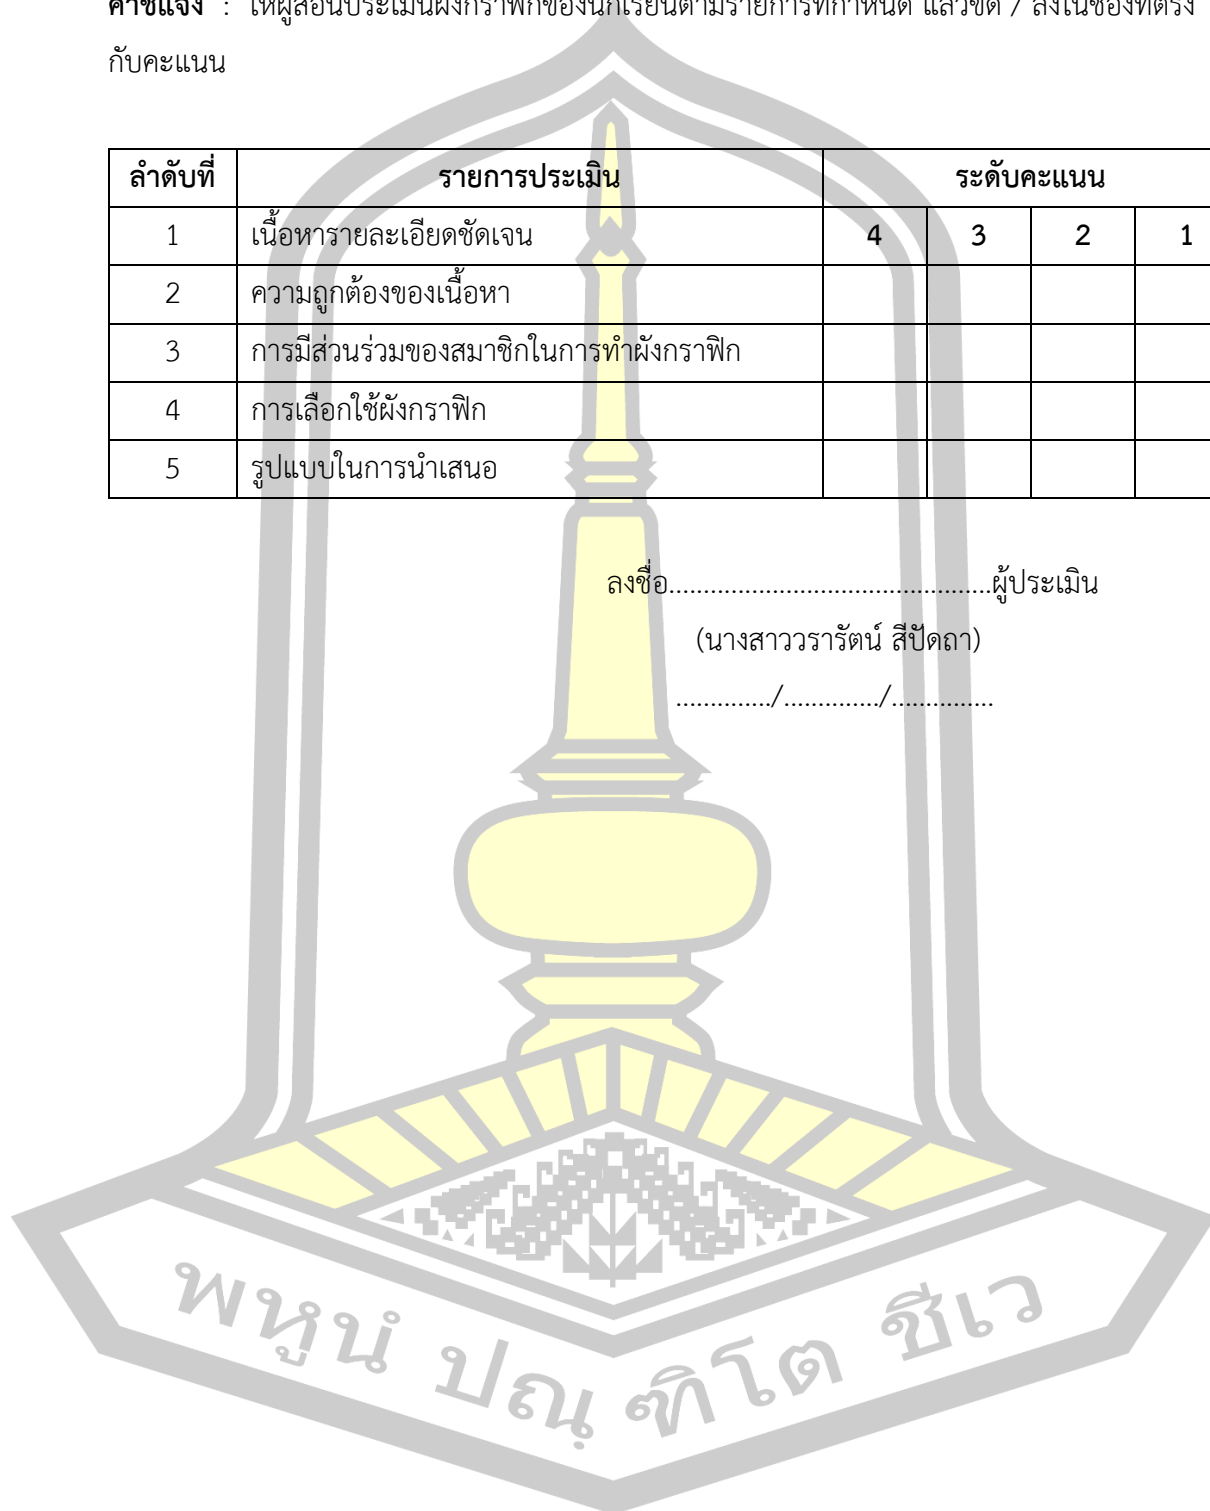 คำชี้แจง : ให้ผู้สอนประเมินผังกราฟิกของนักเรียนตามรายการที่กำหนด แล้วขีด / ลงในช่องที่ตรง
กับคะแนน
ลำดับที่ รายการประเมิน ระดับคะแนน
1 เนื้อหารายละเอียดชัดเจน 4 3 2 1
2 ความถูกต้องของเนื้อหา
3 การมีส่วนร่วมของสมาชิกในการทำผังกราฟิก
4 การเลือกใช้ผังกราฟิก
5 รูปแบบในการนำเสนอ
ลงชื่อ...............................................ผู้ประเมิน
(นางสาววรารัตน์ สีปัดถา)
............../............../...............
พหูนํ ปณฺฑิโต ชีเว